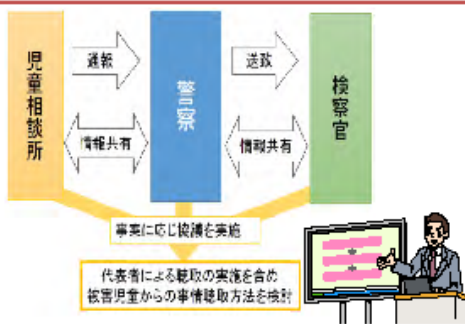 児童相談所
通報
警察
送致
検察官
情報共有
情報共有
事案に応じ協議を実施
代表者による聴取の実施を含め
被害児童からの事情聴取方法を検討